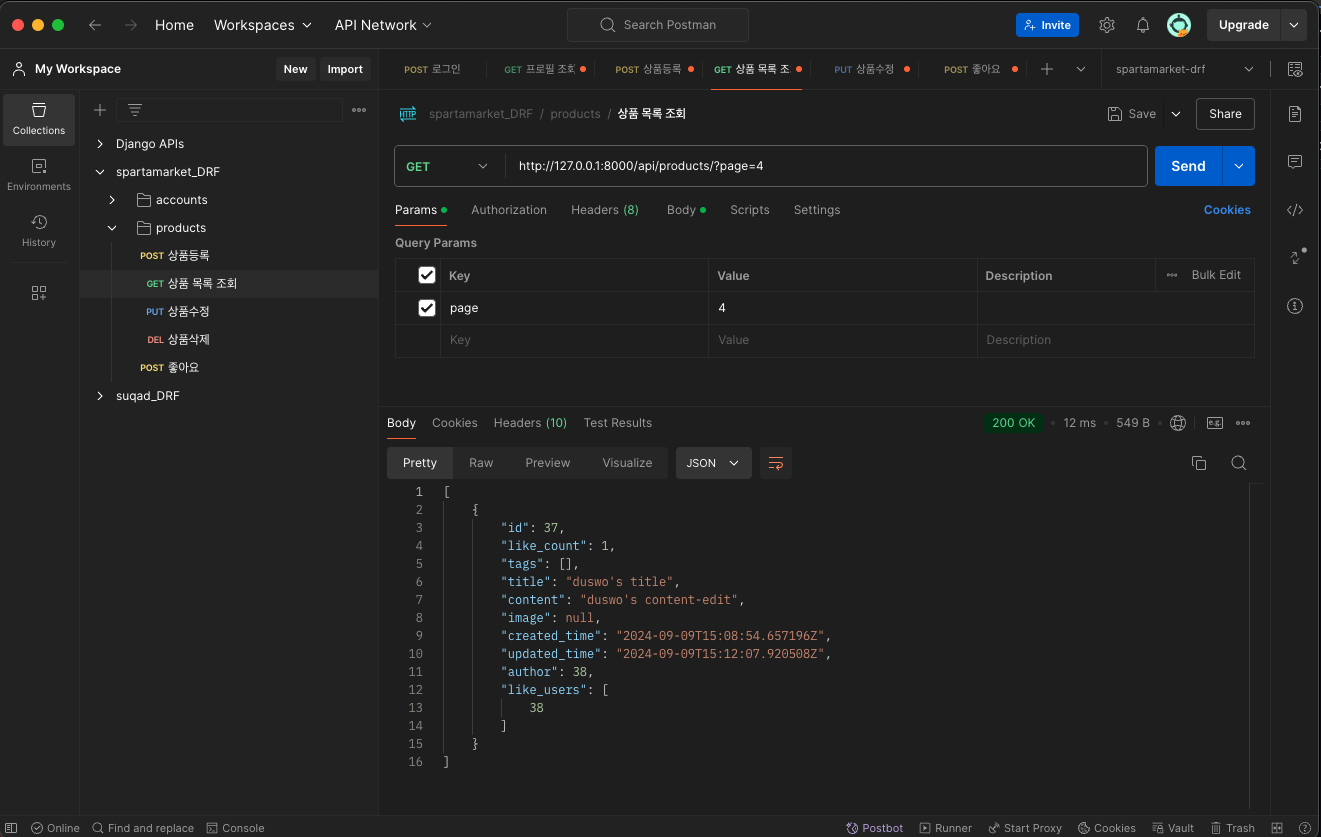 Home Workspaces API Network Search Postman Invite Upgrade
My Workspace New Import POST 로그인 GET 프로필 조회 POST 상품등록 GET 상품 목록 조 PUT 상품수정 POST 좋아요 spartamarket-drf
Collections
Environments
History
Django APIs
spartamarket_DRF
accounts
products
POST 상품등록
GET 상품 목록 조회
PUT 상품수정
DEL 상품삭제
POST 좋아요
suqad_DRF
HTTP spartamarket_DRF / products / 상품 목록 조회 Save Share
GET http://127.0.0.1:8000/api/products/?page=4 Send
Params Authorization Headers (8) Body Scripts Settings Cookies
Query Params
Key Value Description Bulk Edit
page 4
Key Value Description
Body Cookies Headers (10) Test Results 200 OK 12 ms 549 B e.g.
Pretty Raw Preview Visualize JSON
1 [
2 {
3 "id": 37,
4 "like_count": 1,
5 "tags": [],
6 "title": "duswo's title",
7 "content": "duswo's content-edit",
8 "image": null,
9 "created_time": "2024-09-09T15:08:54.657196Z",
10 "updated_time": "2024-09-09T15:12:07.920508Z",
11 "author": 38,
12 "like_users": [
13 38
14 ]
15 }
16 ]
Online Find and replace Console Postbot Runner Start Proxy Cookies Vault Trash